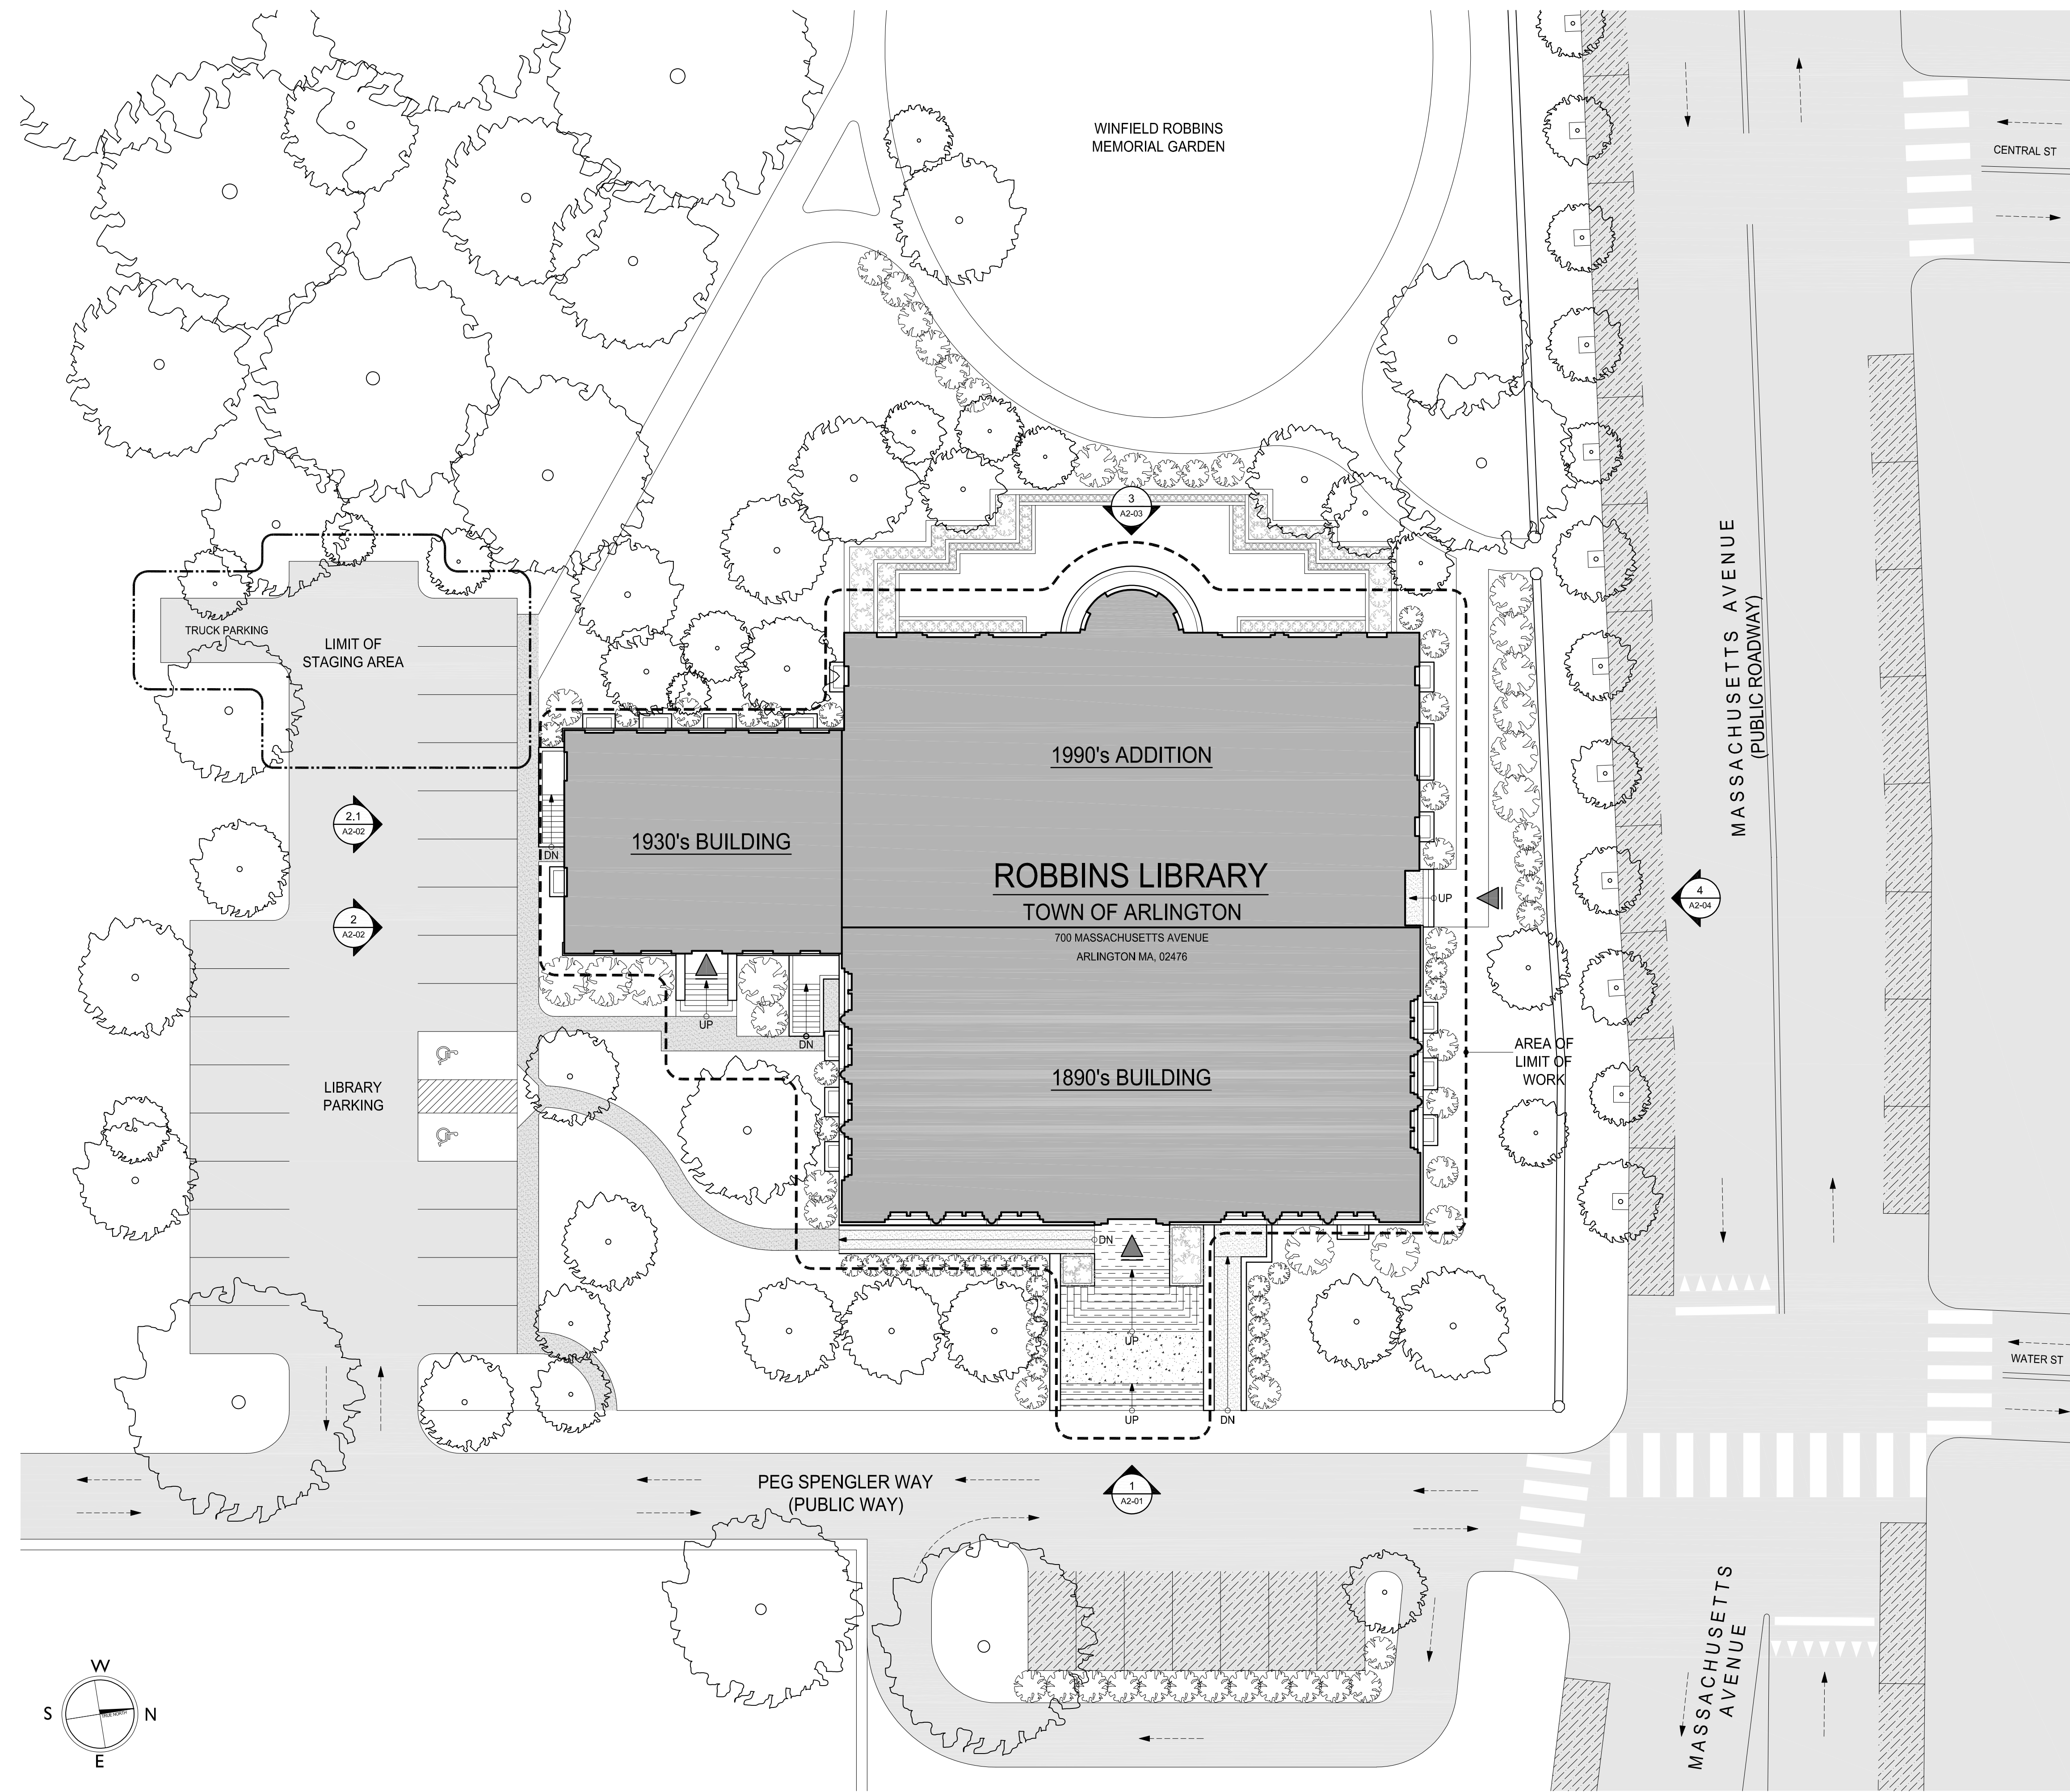 WINFIELD ROBBINS
MEMORIAL GARDEN
CENTRAL ST
3
A2-03
TRUCK PARKING
LIMIT OF
STAGING AREA
MASSACHUSETTS AVENUE
(PUBLIC ROADWAY)
1990's ADDITION
2.1
A2-02
1930's BUILDING
DN
ROBBINS LIBRARY
TOWN OF ARLINGTON
700 MASSACHUSETTS AVENUE
ARLINGTON MA, 02476
UP
4
A2-04
2
A2-02
UP
DN
AREA OF
LIMIT OF
WORK
1890's BUILDING
LIBRARY
PARKING
DN
UP
UP
DN
WATER ST
PEG SPENGLER WAY
(PUBLIC WAY)
1
A2-01
MASSACHUSETTS
AVENUE
W
S
TRUE NORTH
N
E